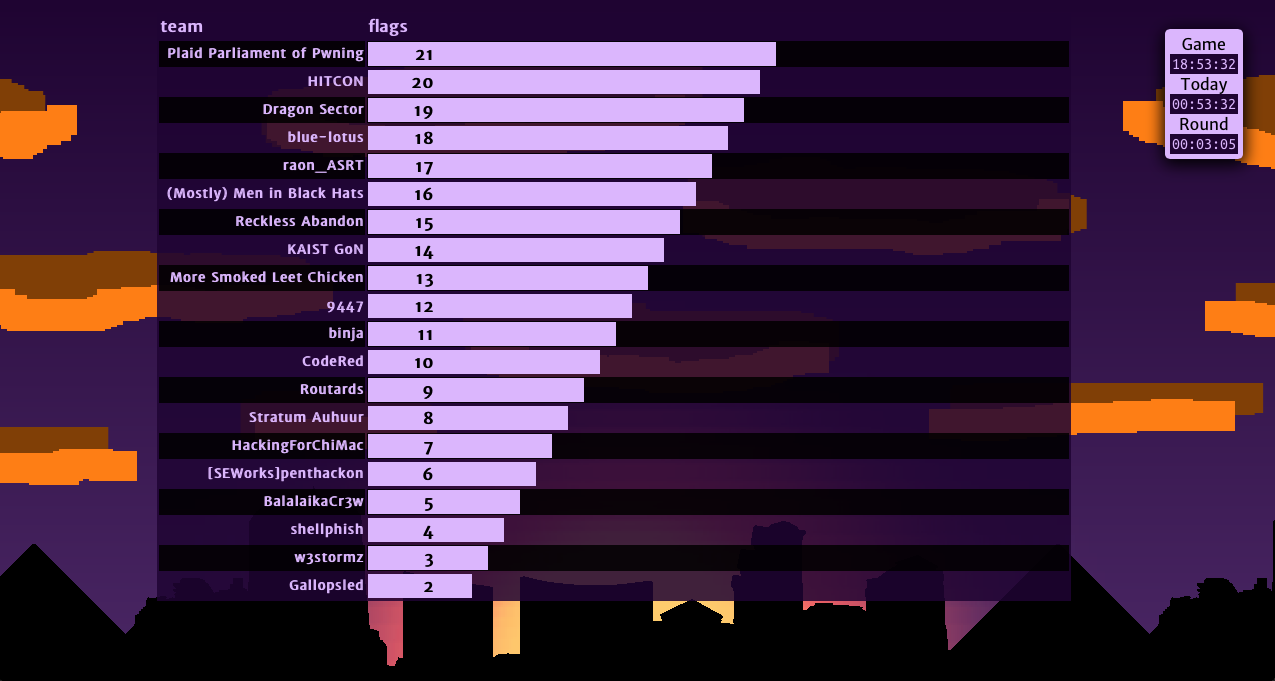 team flags
Plaid Parliament of Pwning 21
HITCON 20
Dragon Sector 19
blue-lotus 18
raon_ASRT 17
(Mostly) Men in Black Hats 16
Reckless Abandon 15
KAIST GoN 14
More Smoked Leet Chicken 13
9447 12
binja 11
CodeRed 10
Routards 9
Stratum Auhuur 8
HackingForChiMac 7
[SEWorks]penthackon 6
BalalaikaCr3w 5
shellphish 4
w3stormz 3
Gallopsled 2
Game
18:53:32
Today
00:53:32
Round
00:03:05